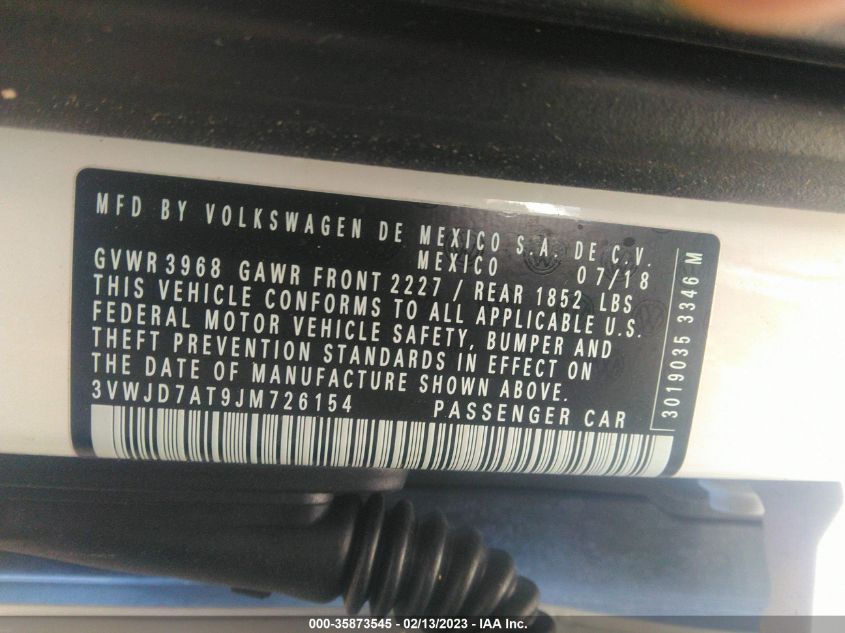 MFD BY VOLKSWAGEN DE MEXICO S.A. DE C.V.
MEXICO 07/18
GVWR 3968 GAWR FRONT 2227 / REAR 1852 LBS
THIS VEHICLE CONFORMS TO ALL APPLICABLE U.S.
FEDERAL MOTOR VEHICLE SAFETY, BUMPER AND
THEFT PREVENTION STANDARDS IN EFFECT ON
THE DATE OF MANUFACTURE SHOWN ABOVE.
3VWJD7AT9JM726154 PASSENGER CAR
3019035 3346 M
000-35873545 - 02/13/2023 - IAA Inc.